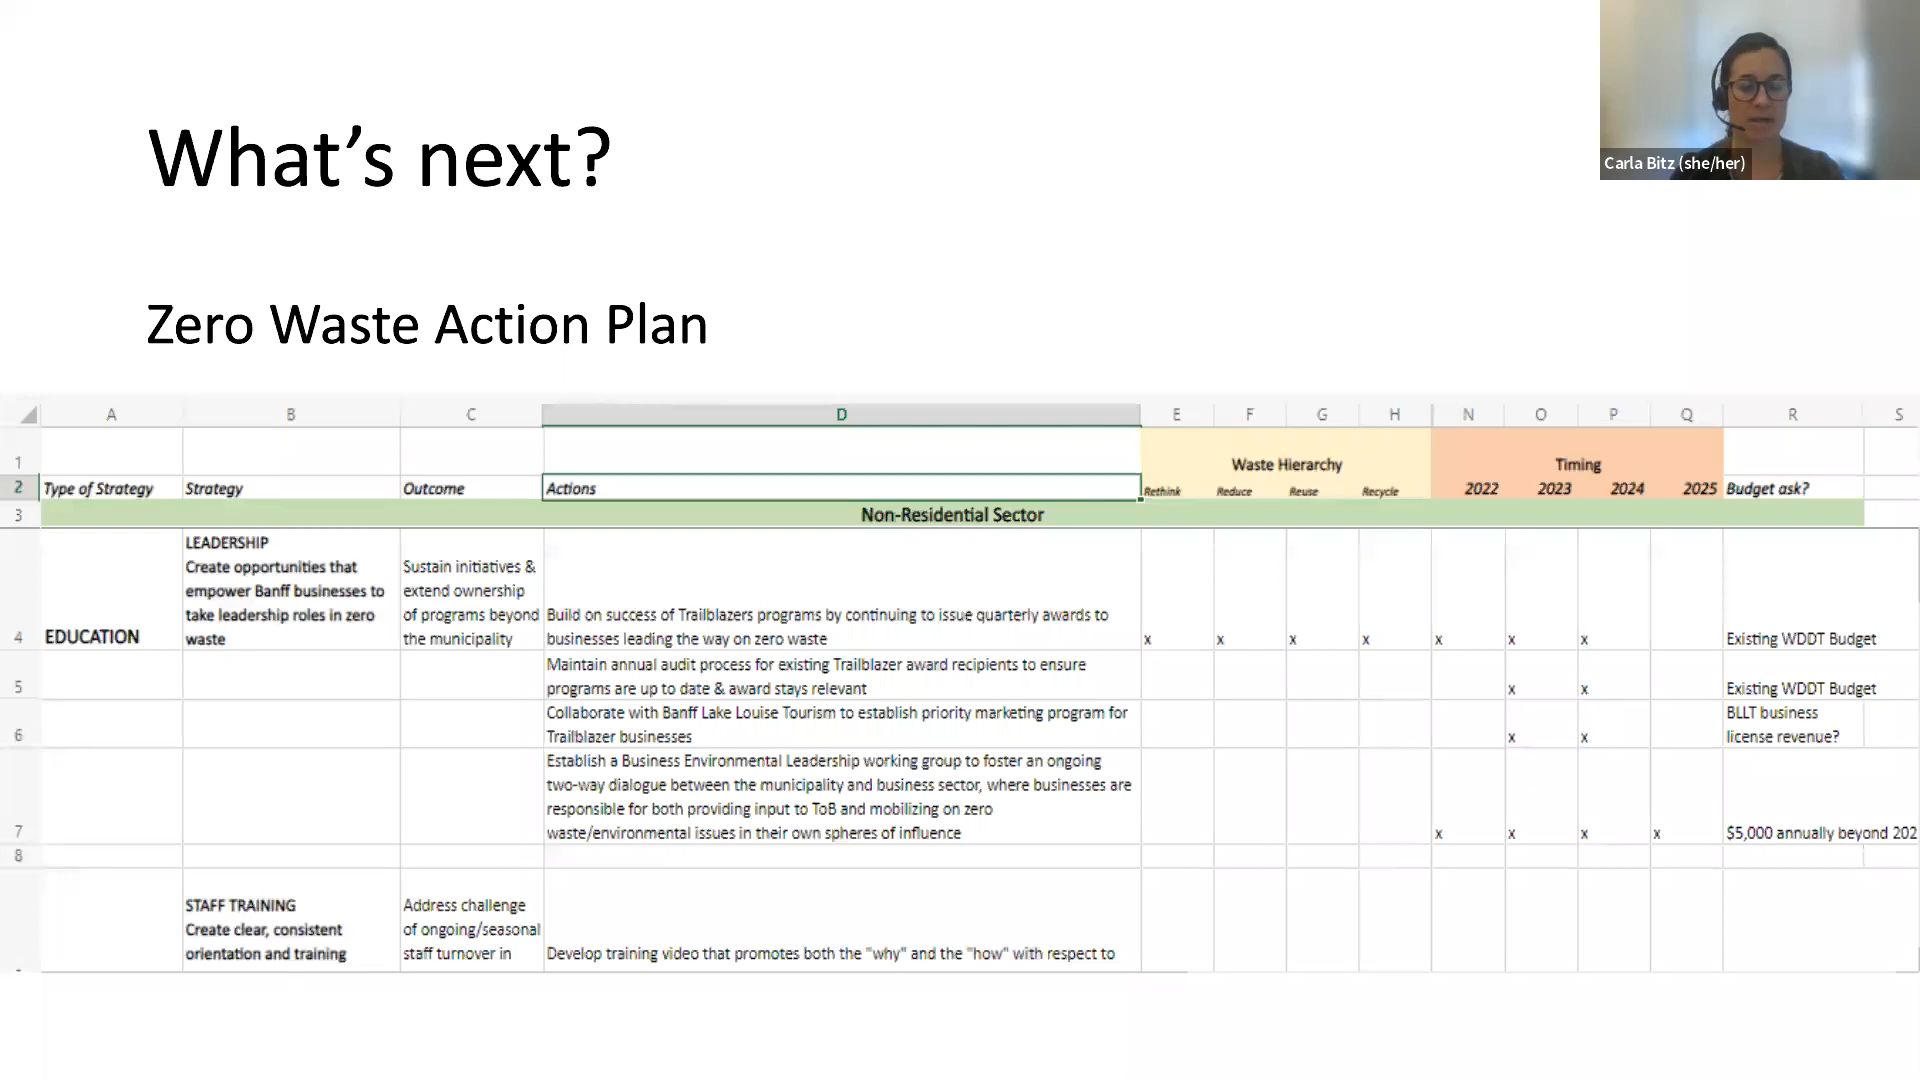 What's next?
Carla Bitz (she/her)
Zero Waste Action Plan
A B C D E F G H N O P Q R S
1 Waste Hierarchy Timing
2 Type of Strategy Strategy Outcome Actions Rethink Reduce Reuse Recycle 2022 2023 2024 2025 Budget ask?
3 Non-Residential Sector
LEADERSHIP
Create opportunities that
empower Banff businesses to
take leadership roles in zero
waste
Sustain initiatives &
extend ownership
of programs beyond
the municipality
Build on success of Trailblazers programs by continuing to issue quarterly awards to
businesses leading the way on zero waste
4 EDUCATION x x x x x x x Existing WDDT Budget
Maintain annual audit process for existing Trailblazer award recipients to ensure
programs are up to date & award stays relevant
5 x x Existing WDDT Budget
Collaborate with Banff Lake Louise Tourism to establish priority marketing program for
Trailblazer businesses
6 x x
BLLT business
license revenue?
Establish a Business Environmental Leadership working group to foster an ongoing
two-way dialogue between the municipality and business sector, where businesses are
responsible for both providing input to ToB and mobilizing on zero
waste/environmental issues in their own spheres of influence
7 x x x x $5,000 annually beyond 202
8
STAFF TRAINING
Create clear, consistent
orientation and training
Address challenge
of ongoing/seasonal
staff turnover in
Develop training video that promotes both the "why" and the "how" with respect to